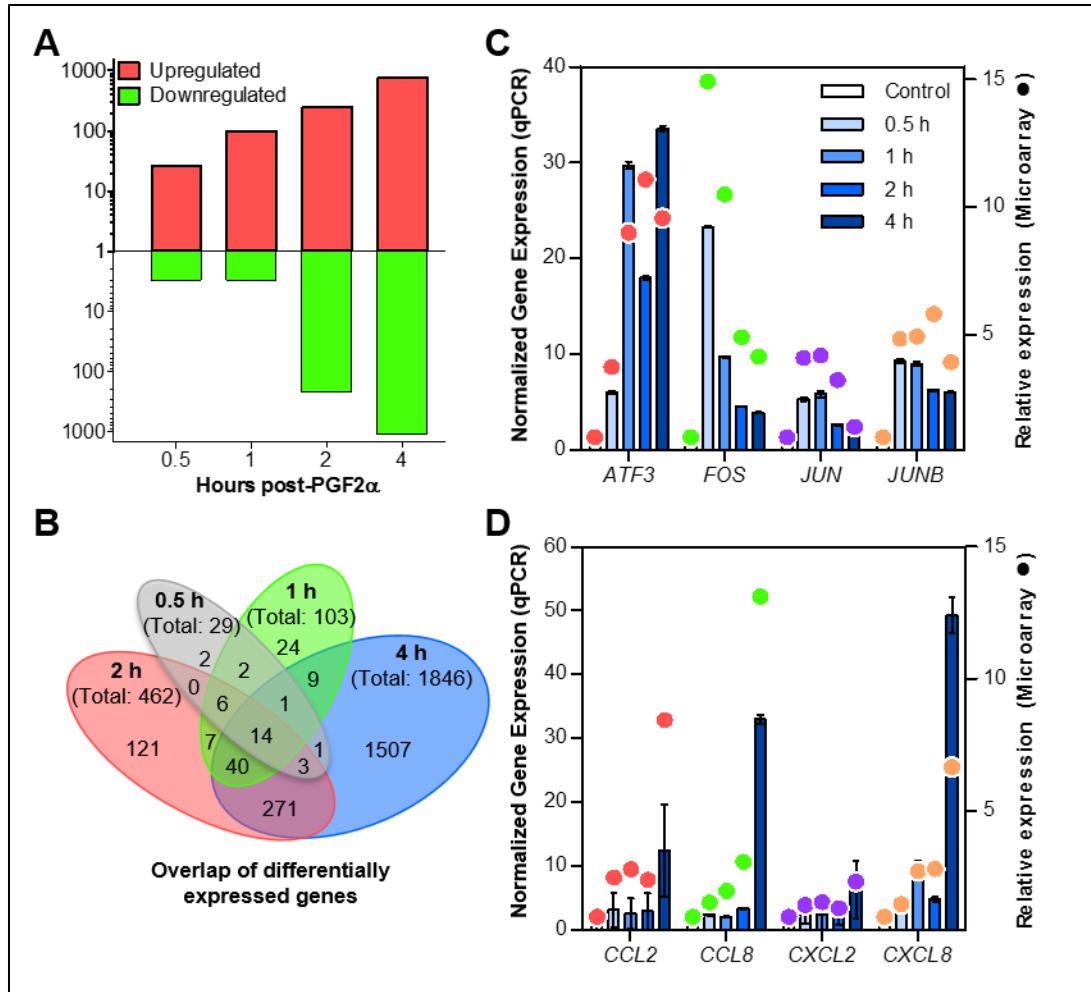 A
Upregulated
Downregulated
1000
100
10
1
10
100
1000
0.5 1 2 4
Hours post-PGF2α
B
0.5 h
(Total: 29)
1 h
(Total: 103)
2 h
(Total: 462)
4 h
(Total: 1846)
2
2
24
0
6
1
9
121
7
14
1
1507
40
3
271
Overlap of differentially
expressed genes
C
Normalized Gene Expression (qPCR)
40
30
20
10
0
Control
0.5 h
1 h
2 h
4 h
15
10
5
Relative expression (Microarray ●)
ATF3 FOS JUN JUNB
D
Normalized Gene Expression (qPCR)
60
50
40
30
20
10
0
15
10
5
Relative expression (Microarray ●)
CCL2 CCL8 CXCL2 CXCL8